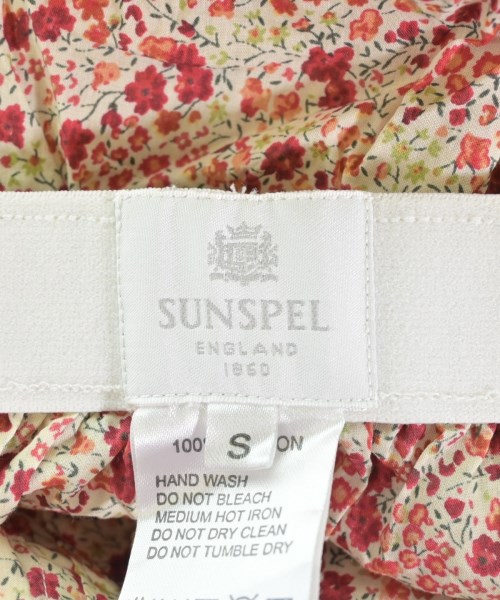 SUNSPEL
ENGLAND
1860
S
100%
HAND WASH
DO NOT BLEACH
MEDIUM HOT IRON
DO NOT DRY CLEAN
DO NOT TUMBLE DRY